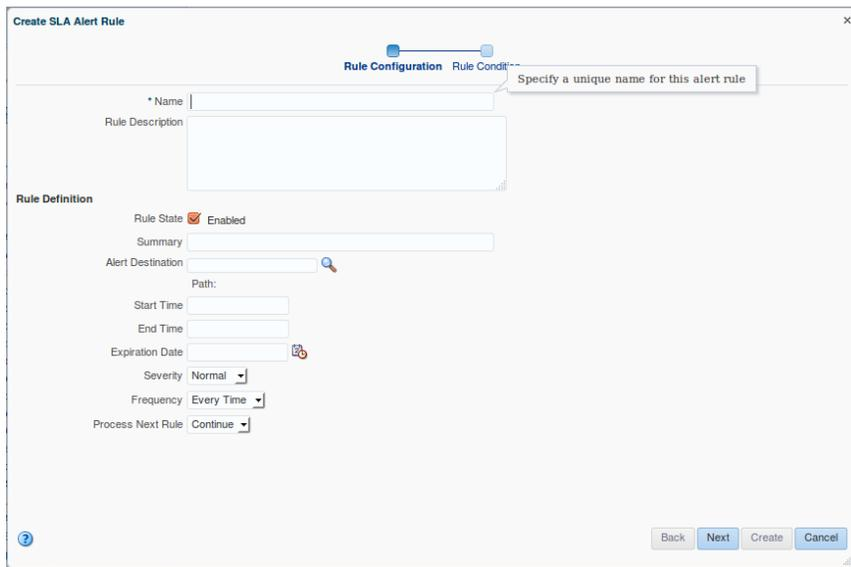 Create SLA Alert Rule
Rule Configuration
Rule Condition
Specify a unique name for this alert rule
* Name
Rule Description
Rule Definition
Rule State Enabled
Summary
Alert Destination
Path:
Start Time
End Time
Expiration Date
Severity Normal
Frequency Every Time
Process Next Rule Continue
Back Next Create Cancel